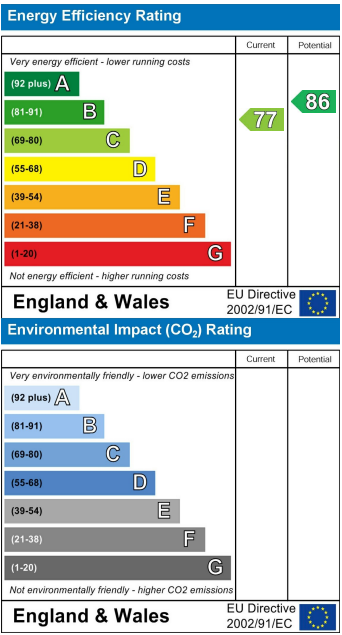 Energy Efficiency Rating
Current Potential
Very energy efficient - lower running costs
(92 plus) A
(81-91) B
(69-80) C
(55-68) D
(39-54) E
(21-38) F
(1-20) G
77
86
Not energy efficient - higher running costs
England & Wales
EU Directive
2002/91/EC
Environmental Impact (CO₂) Rating
Current Potential
Very environmentally friendly - lower CO2 emissions
(92 plus) A
(81-91) B
(69-80) C
(55-68) D
(39-54) E
(21-38) F
(1-20) G
Not environmentally friendly - higher CO2 emissions
England & Wales
EU Directive
2002/91/EC